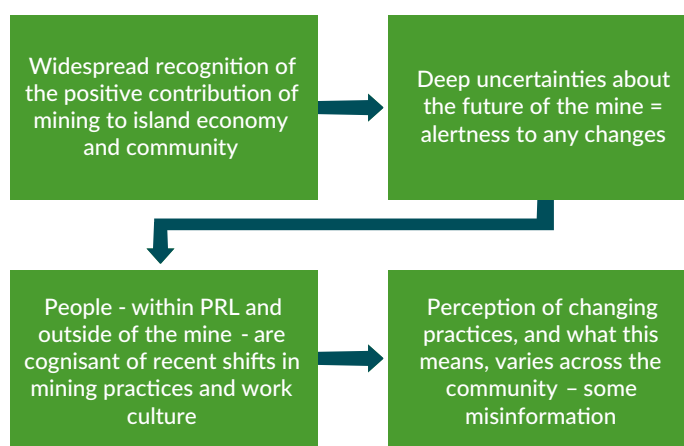 Widespread recognition of
the positive contribution of
mining to island economy
and community
Deep uncertainties about
the future of the mine =
alertness to any changes
People - within PRL and
outside of the mine - are
cognisant of recent shifts in
mining practices and work
culture
Perception of changing
practices, and what this
means, varies across the
community – some
misinformation